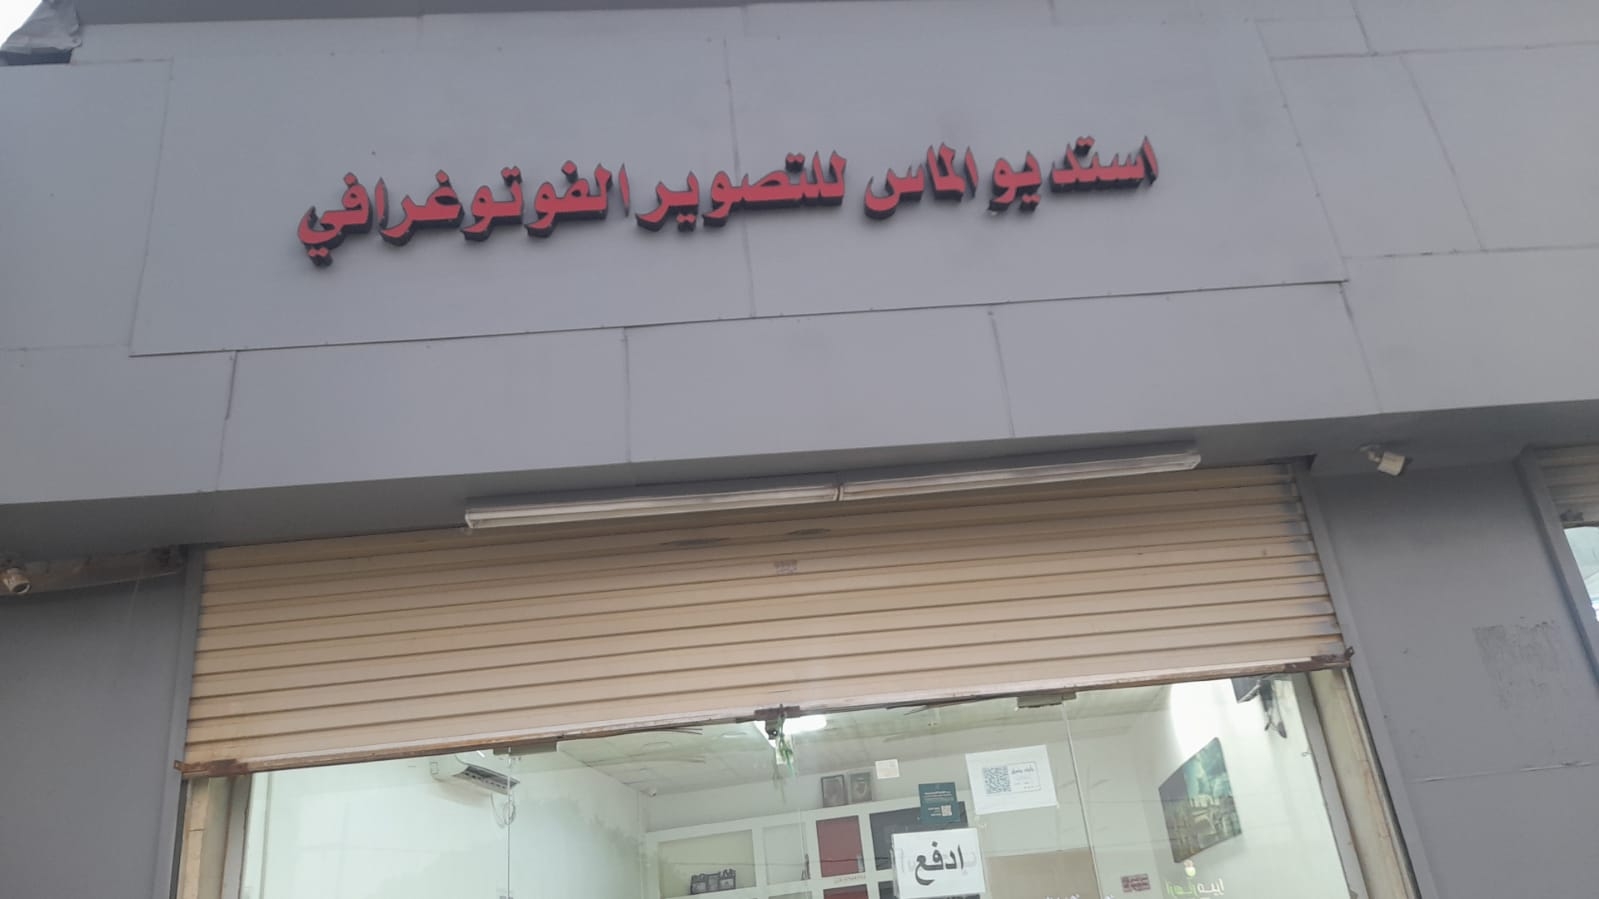 استديو الماس للتصوير الفوتوغرافي
ادفع